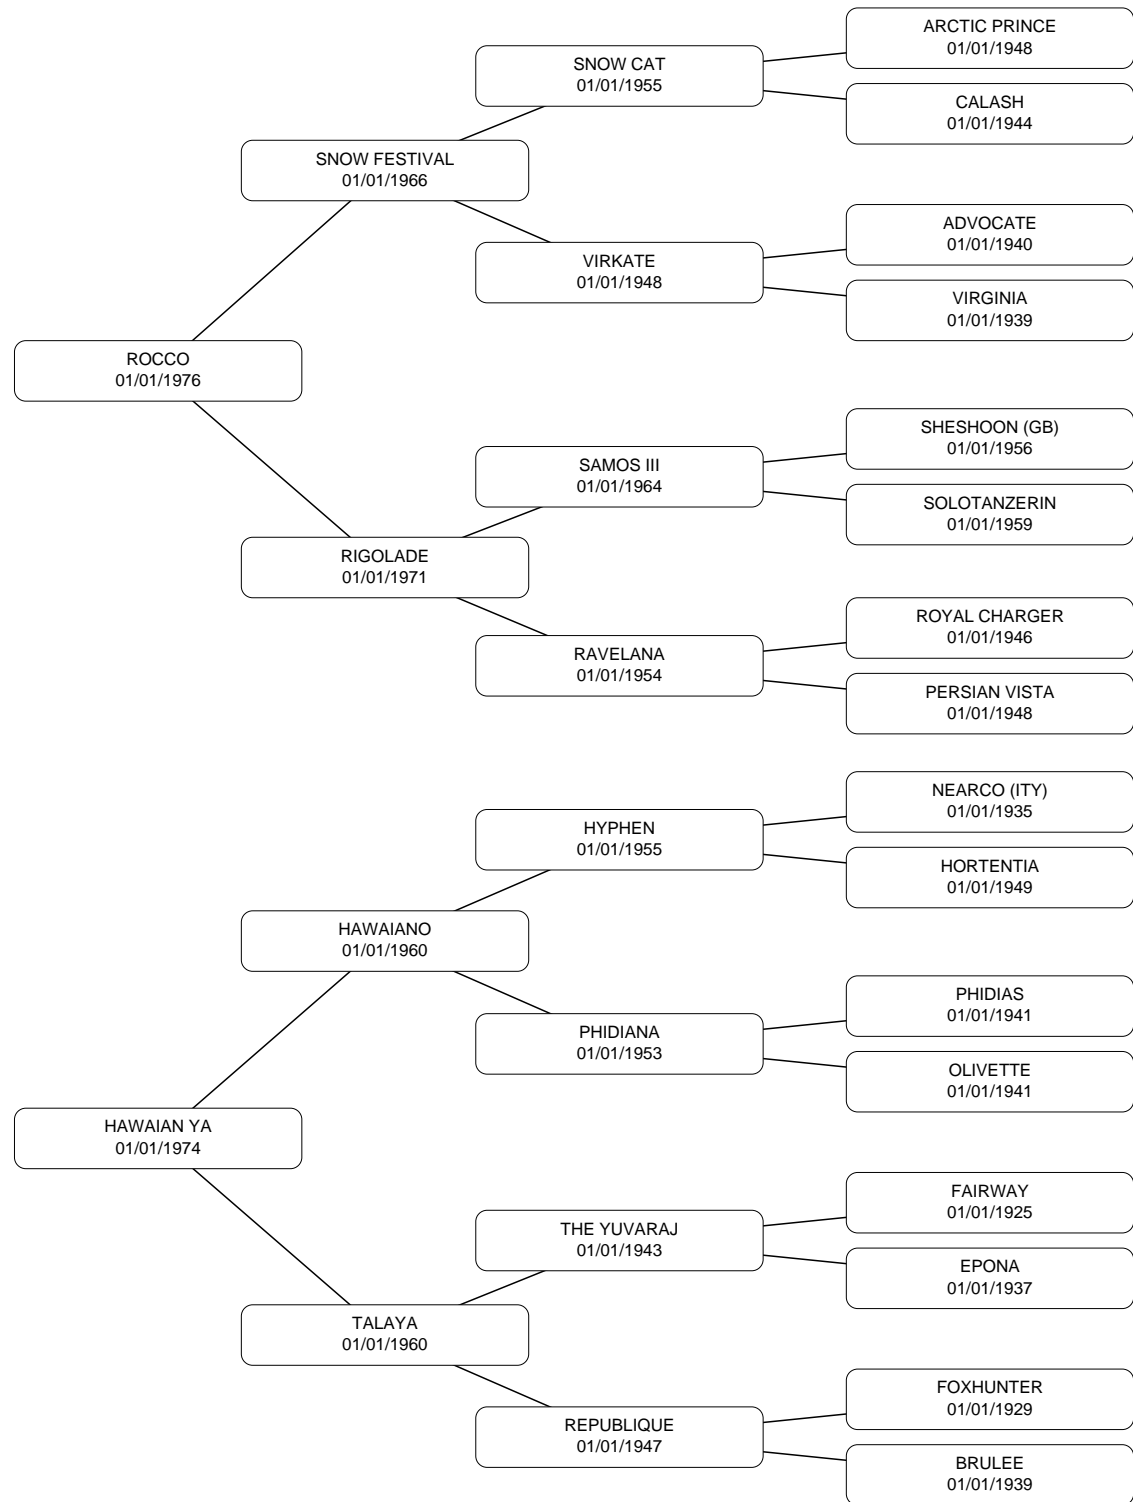 ARCTIC PRINCE
01/01/1948
SNOW CAT
01/01/1955
CALASH
01/01/1944
SNOW FESTIVAL
01/01/1966
ADVOCATE
01/01/1940
VIRKATE
01/01/1948
VIRGINIA
01/01/1939
ROCCO
01/01/1976
SHESHOON (GB)
01/01/1956
SAMOS III
01/01/1964
SOLOTANZERIN
01/01/1959
RIGOLADE
01/01/1971
ROYAL CHARGER
01/01/1946
RAVELANA
01/01/1954
PERSIAN VISTA
01/01/1948
NEARCO (ITY)
01/01/1935
HYPHEN
01/01/1955
HORTENTIA
01/01/1949
HAWAIANO
01/01/1960
PHIDIAS
01/01/1941
PHIDIANA
01/01/1953
OLIVETTE
01/01/1941
HAWAIAN YA
01/01/1974
FAIRWAY
01/01/1925
THE YUVARAJ
01/01/1943
EPONA
01/01/1937
TALAYA
01/01/1960
FOXHUNTER
01/01/1929
REPUBLIQUE
01/01/1947
BRULEE
01/01/1939